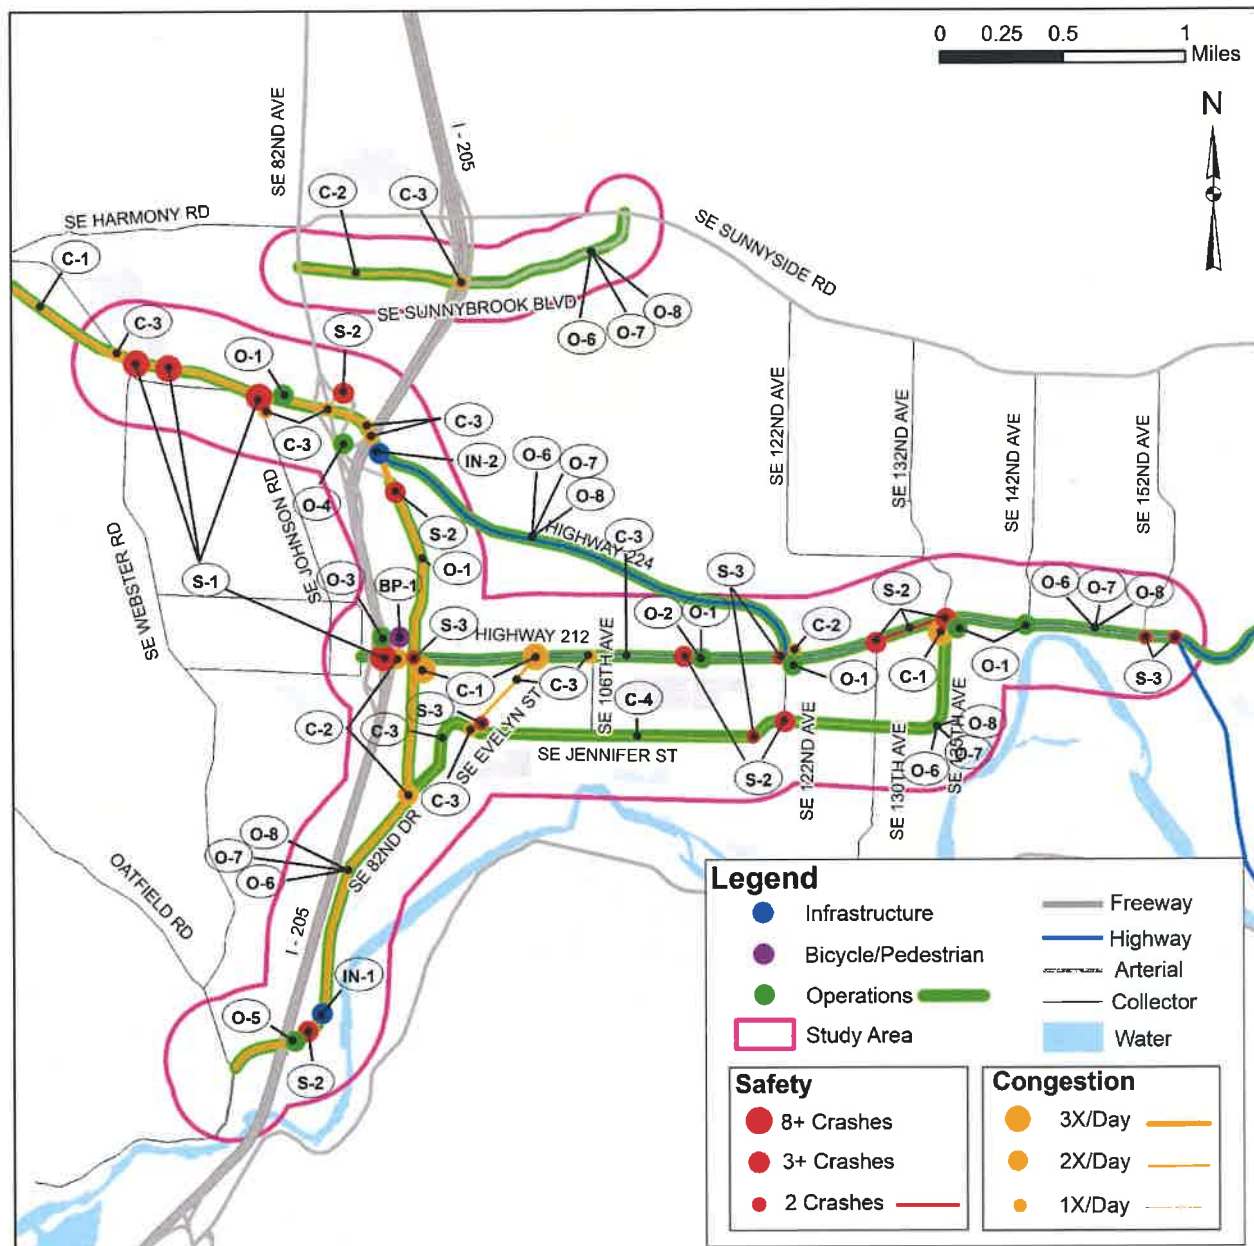 0 0.25 0.5 1
Miles
N
SE 82ND AVE
I - 205
C-2
C-3
SE HARMONY RD
SE SUNNYSIDE RD
C-1
SE SUNNYBROOK BLVD
O-8
O-7
O-6
C-3
S-2
O-1
C-3
C-3
IN-2
O-6
O-7
O-8
O-4
SE JOHNSON RD
S-2
HIGHWAY 224
C-3
SE 122ND AVE
SE 132ND AVE
SE 142ND AVE
SE 152ND AVE
SE WEBSTER RD
S-1
O-3
BP-1
O-1
S-3
S-2
O-6
O-7
O-8
S-3
HIGHWAY 212
SE 106TH AVE
O-2
O-1
C-2
C-1
C-3
O-1
C-1
O-1
S-3
S-3
C-2
C-3
SE EVELYN ST
C-4
SE JENNIFER ST
S-2
SE 122ND AVE
SE 130TH AVE
SE 135TH AVE
O-8
O-7
O-6
C-3
SE 82ND DR
O-8
O-7
O-6
OATFIELD RD
I - 205
IN-1
O-5
S-2
Legend
Infrastructure
Bicycle/Pedestrian
Operations
Study Area
Freeway
Highway
Arterial
Collector
Water
Safety
8+ Crashes
3+ Crashes
2 Crashes
Congestion
3X/Day
2X/Day
1X/Day